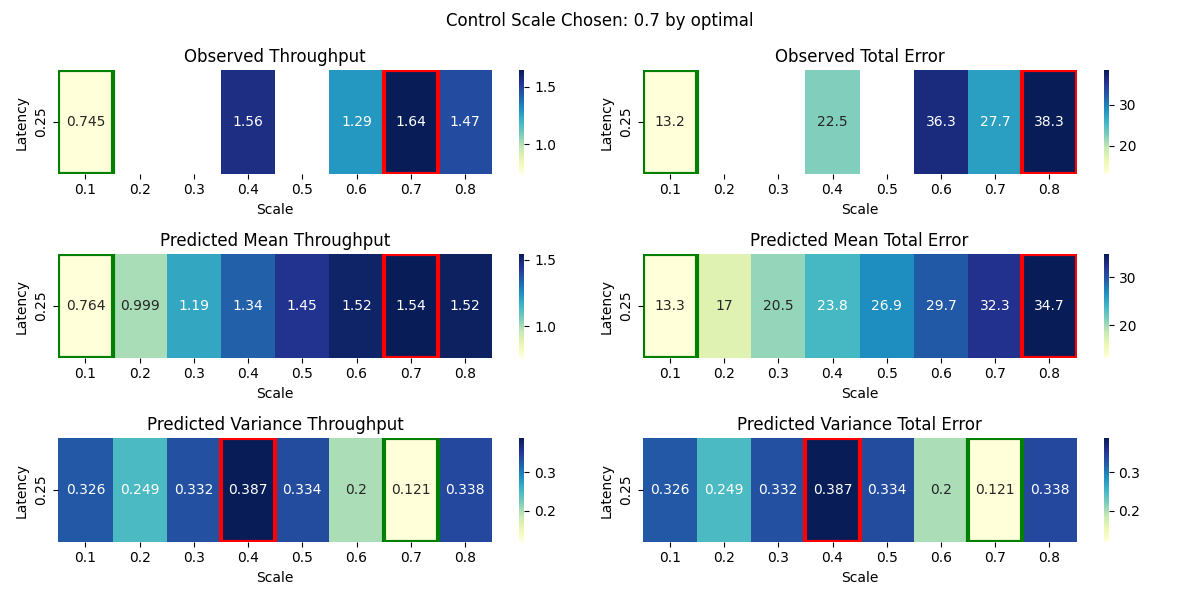 Control Scale Chosen: 0.7 by optimal
Observed Throughput
Latency
0.25
0.745
1.56
1.29
1.64
1.47
0.1 0.2 0.3 0.4 0.5 0.6 0.7 0.8
Scale
1.5
1.0
Observed Total Error
Latency
0.25
13.2
22.5
36.3
27.7
38.3
0.1 0.2 0.3 0.4 0.5 0.6 0.7 0.8
Scale
30
20
Predicted Mean Throughput
Latency
0.25
0.764 0.999 1.19 1.34 1.45 1.52 1.54 1.52
0.1 0.2 0.3 0.4 0.5 0.6 0.7 0.8
Scale
1.5
1.0
Predicted Mean Total Error
Latency
0.25
13.3 17 20.5 23.8 26.9 29.7 32.3 34.7
0.1 0.2 0.3 0.4 0.5 0.6 0.7 0.8
Scale
30
20
Predicted Variance Throughput
Latency
0.25
0.326 0.249 0.332 0.387 0.334 0.2 0.121 0.338
0.1 0.2 0.3 0.4 0.5 0.6 0.7 0.8
Scale
0.3
0.2
Predicted Variance Total Error
Latency
0.25
0.326 0.249 0.332 0.387 0.334 0.2 0.121 0.338
0.1 0.2 0.3 0.4 0.5 0.6 0.7 0.8
Scale
0.3
0.2